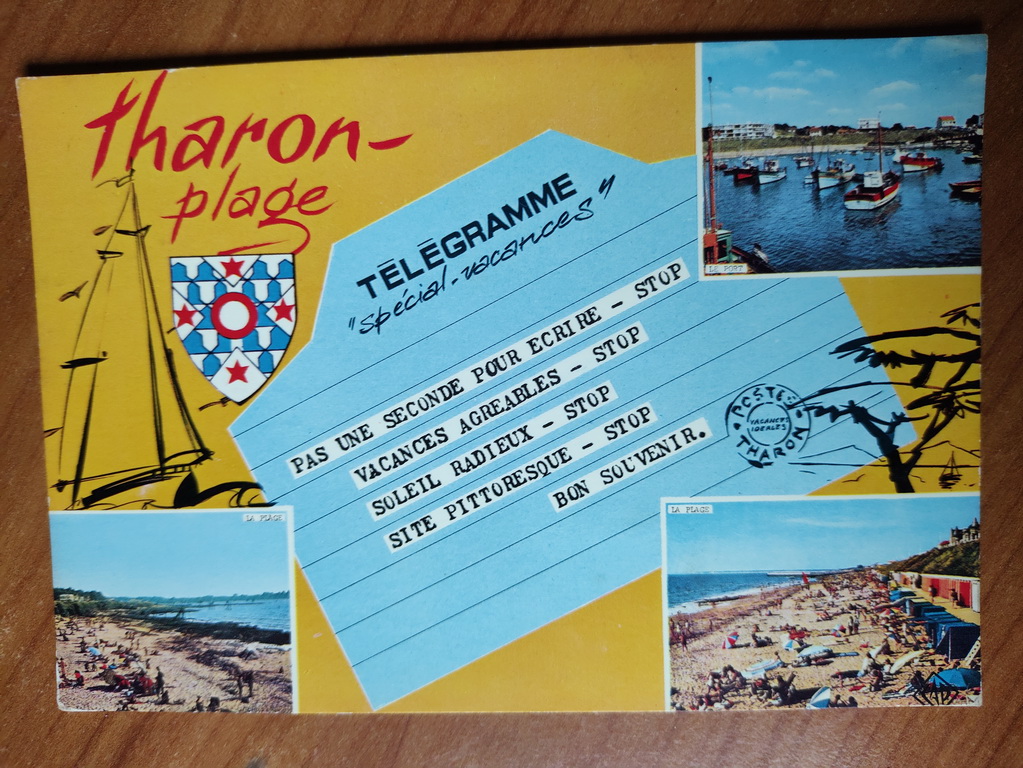 tharon-
plage
TÉLÉGRAMME
"spécial-vacances"
PAS UNE SECONDE POUR ECRIRE - STOP
VACANCES AGREABLES - STOP
SOLEIL RADIEUX - STOP
SITE PITTORESQUE - STOP
BON SOUVENIR.
LE PORT
POSTES
VACANCES
IDEALES
THARON
LA PLAGE
LA PLAGE